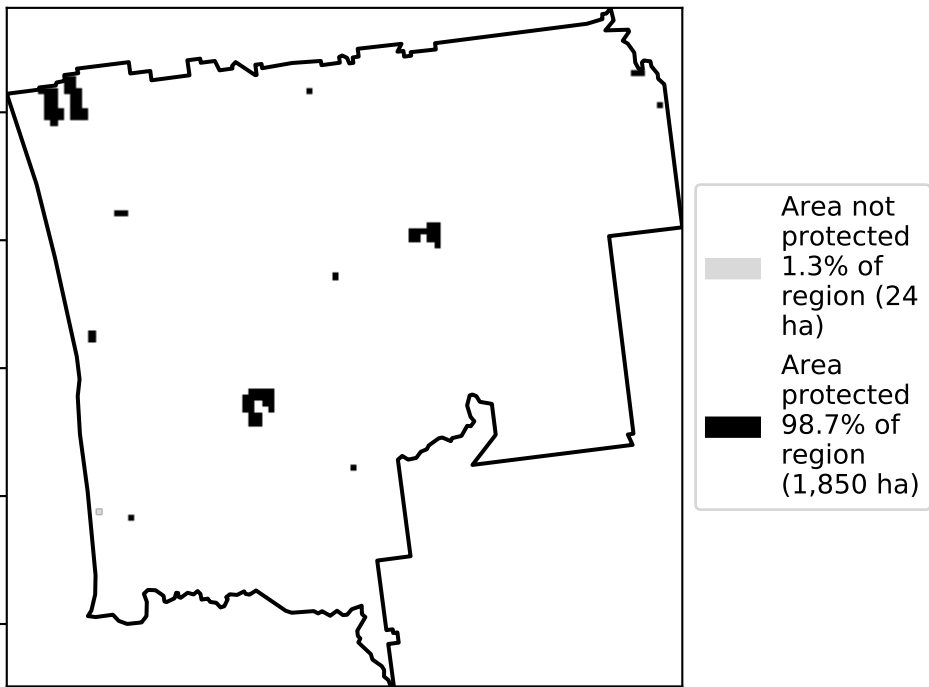 Area not
protected
1.3% of
region (24
ha)
Area
protected
98.7% of
region
(1,850 ha)